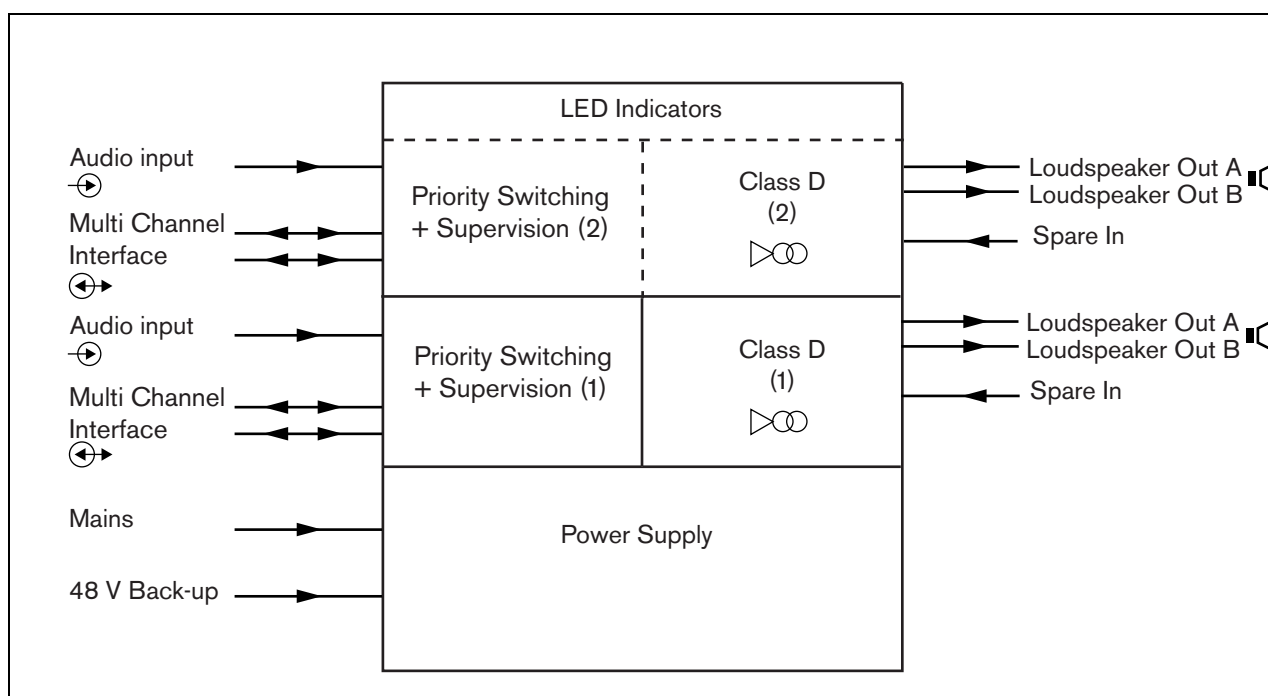 LED Indicators
Audio input
Multi Channel
Interface
Priority Switching
+ Supervision (2)
Class D
(2)
Loudspeaker Out A
Loudspeaker Out B
Spare In
Audio input
Multi Channel
Interface
Priority Switching
+ Supervision (1)
Class D
(1)
Loudspeaker Out A
Loudspeaker Out B
Spare In
Mains
48 V Back-up
Power Supply